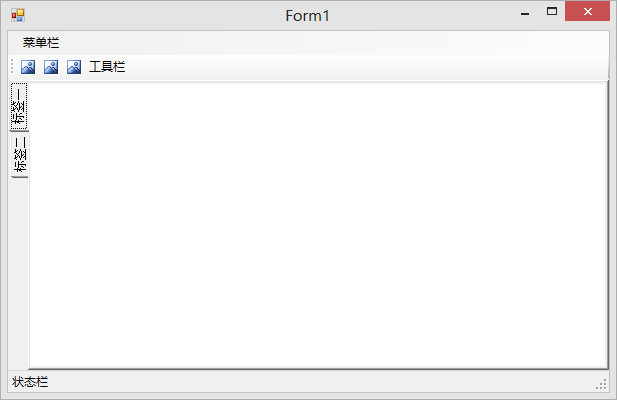 Form1
菜单栏
工具栏
标签一
标签二
状态栏